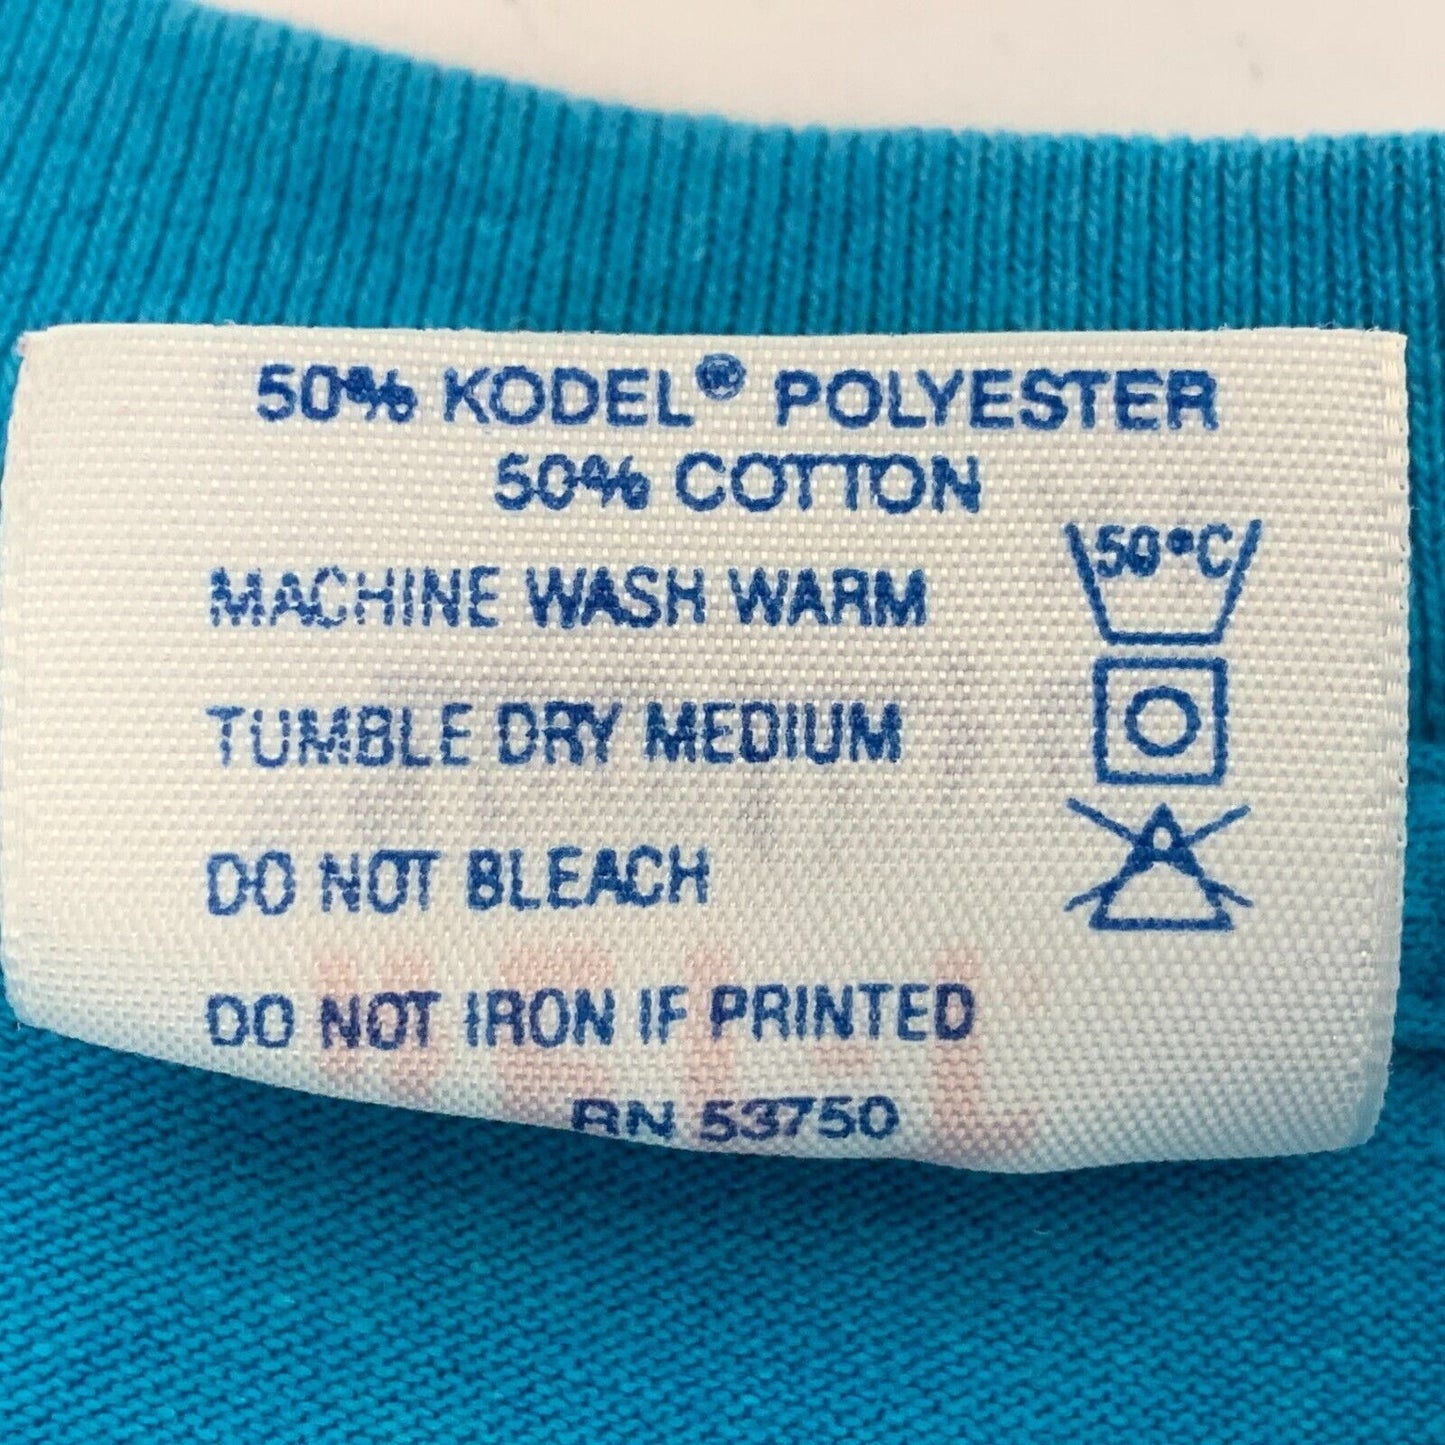 50% KODEL® POLYESTER
50% COTTON
50°C
MACHINE WASH WARM
TUMBLE DRY MEDIUM
DO NOT BLEACH
DO NOT IRON IF PRINTED
RN 53750